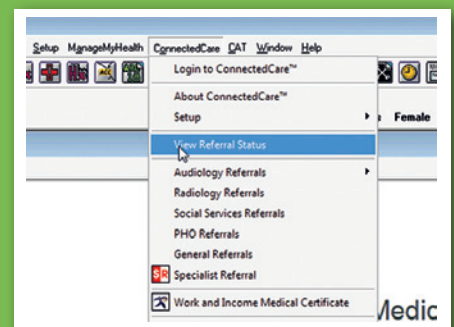 Setup ManageMyHealth ConnectedCare CAT Window Help
Login to ConnectedCare™
About ConnectedCare™
Setup
Female
View Referral Status
Audiology Referrals
Radiology Referrals
Social Services Referrals
PHO Referrals
General Referrals
SR Specialist Referral
Work and Income Medical Certificate
Medic